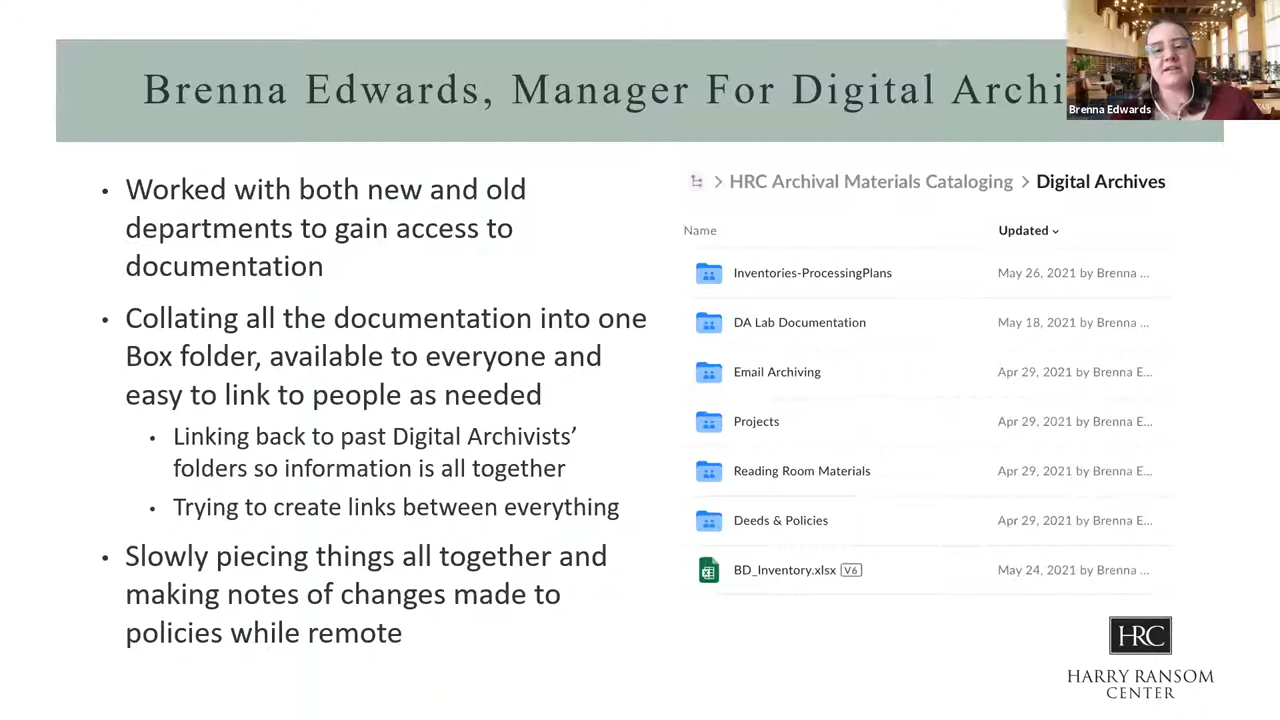 Brenna Edwards, Manager For Digital Archi
Brenna Edwards
• Worked with both new and old
departments to gain access to
documentation
• Collating all the documentation into one
Box folder, available to everyone and
easy to link to people as needed
• Linking back to past Digital Archivists’
folders so information is all together
• Trying to create links between everything
• Slowly piecing things all together and
making notes of changes made to
policies while remote
> HRC Archival Materials Cataloging > Digital Archives
Name Updated
Inventories-ProcessingPlans May 26, 2021 by Brenna ...
DA Lab Documentation May 18, 2021 by Brenna ...
Email Archiving Apr 29, 2021 by Brenna E...
Projects Apr 29, 2021 by Brenna E...
Reading Room Materials Apr 29, 2021 by Brenna E...
Deeds & Policies Apr 29, 2021 by Brenna E...
BD_Inventory.xlsx V6 May 24, 2021 by Brenna ...
HRC
HARRY RANSOM
CENTER